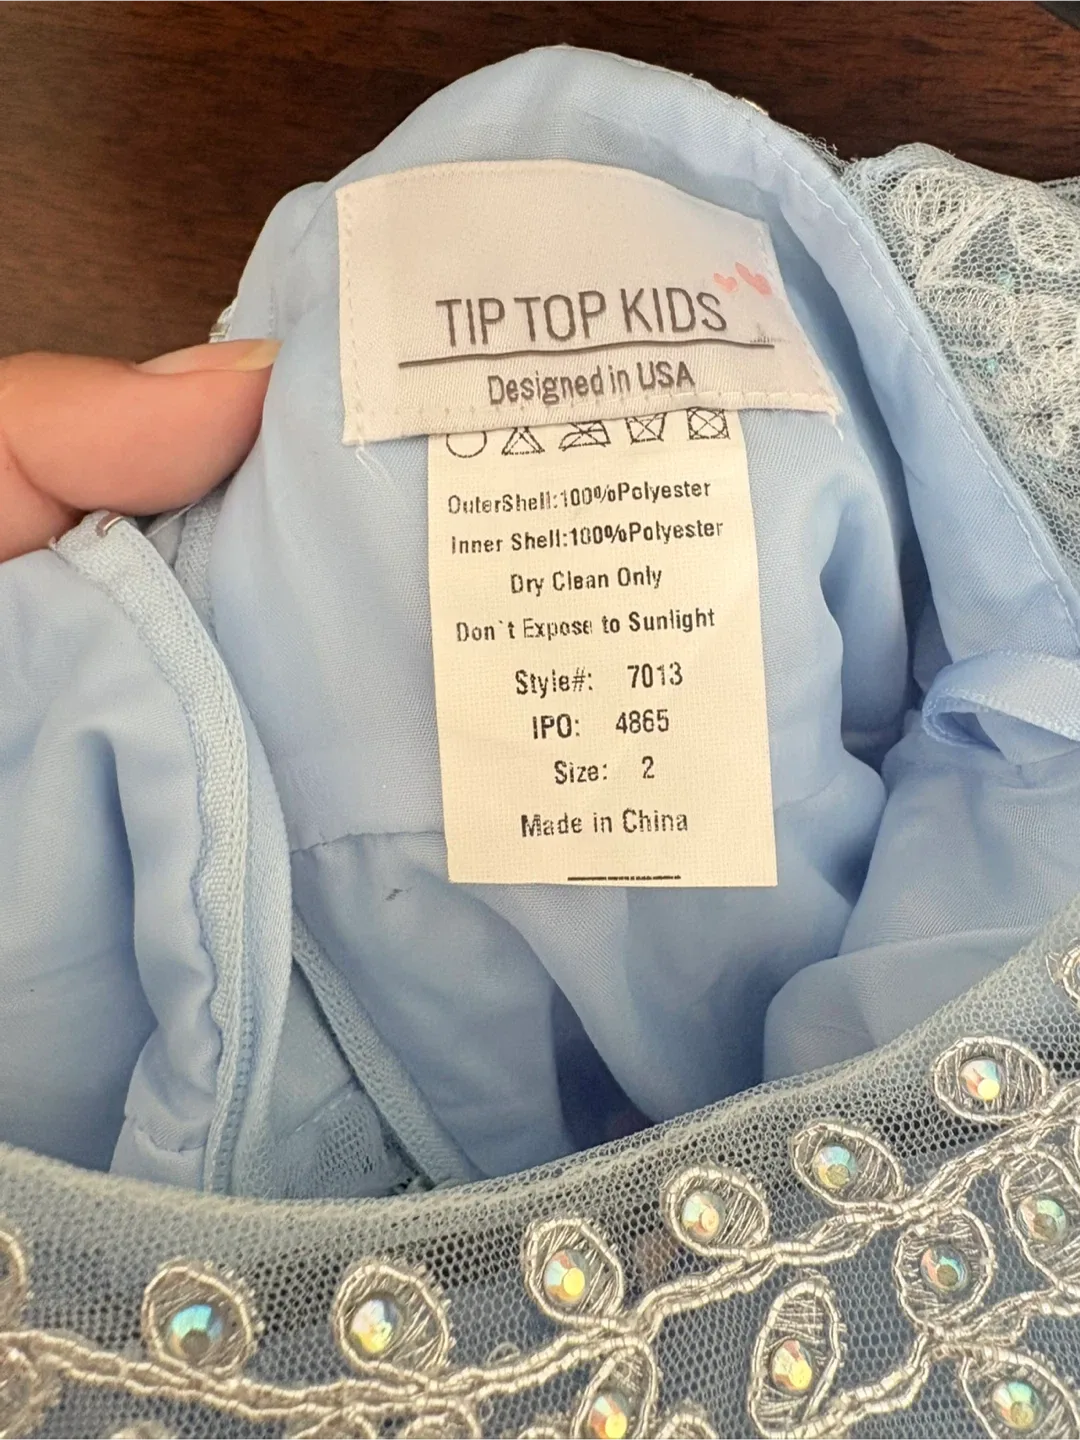 TIP TOP KIDS
Designed in USA
OuterShell:100%Polyester
Inner Shell:100%Polyester
Dry Clean Only
Don`t Expose to Sunlight
Style#: 7013
IPO: 4865
Size: 2
Made in China